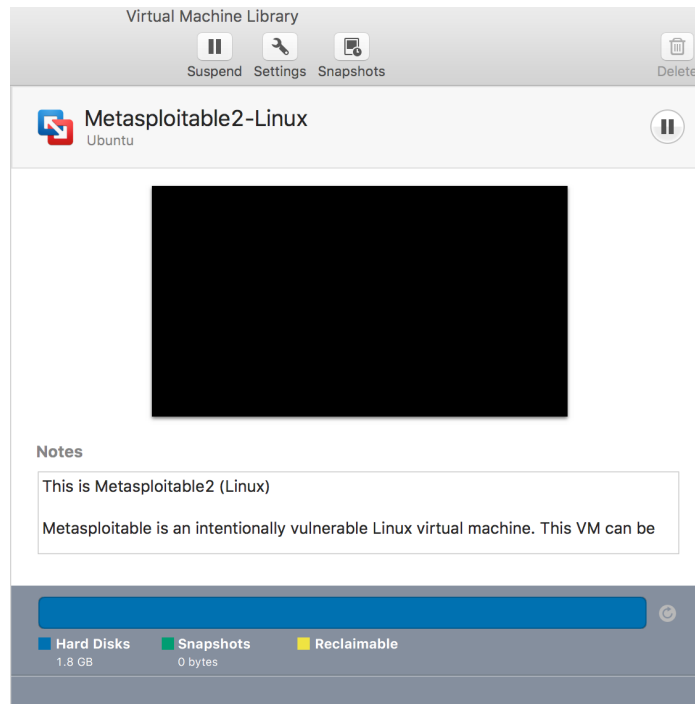 Virtual Machine Library
Suspend Settings Snapshots Delete
Metasploitable2-Linux
Ubuntu
Notes
This is Metasploitable2 (Linux)
Metasploitable is an intentionally vulnerable Linux virtual machine. This VM can be
Hard Disks Snapshots Reclaimable
1.8 GB 0 bytes